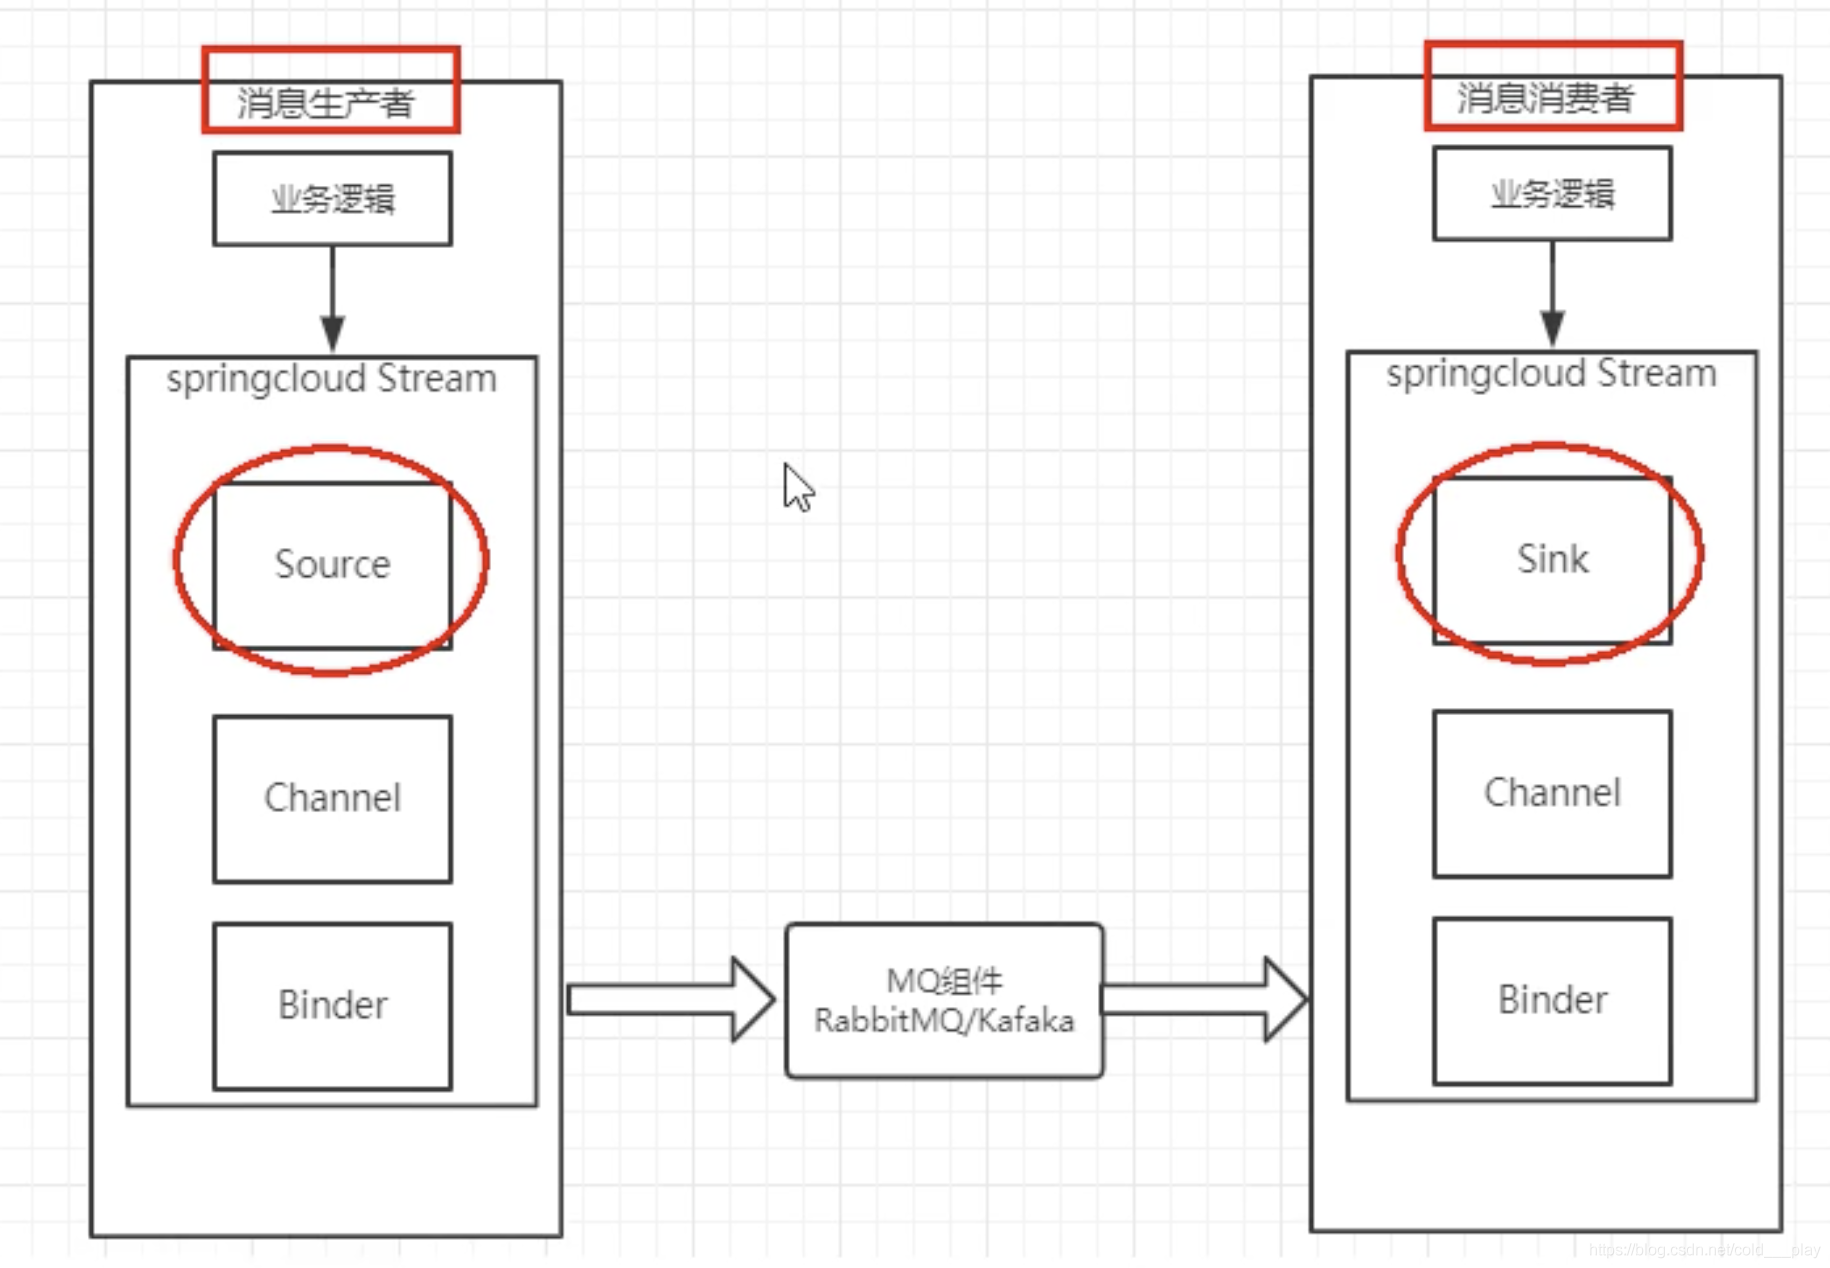 消息生产者
业务逻辑
springcloud Stream
Source
Channel
Binder
MQ组件
RabbitMQ/Kafaka
消息消费者
业务逻辑
springcloud Stream
Sink
Channel
Binder
https://blog.csdn.net/cold___play